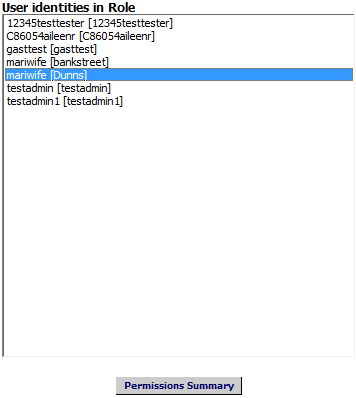 User identities in Role
12345testtester [12345testtester]
C86054aileenr [C86054aileenr]
gasttest [gasttest]
mariwife [bankstreet]
mariwife [Dunns]
testadmin [testadmin]
testadmin1 [testadmin1]
Permissions Summary